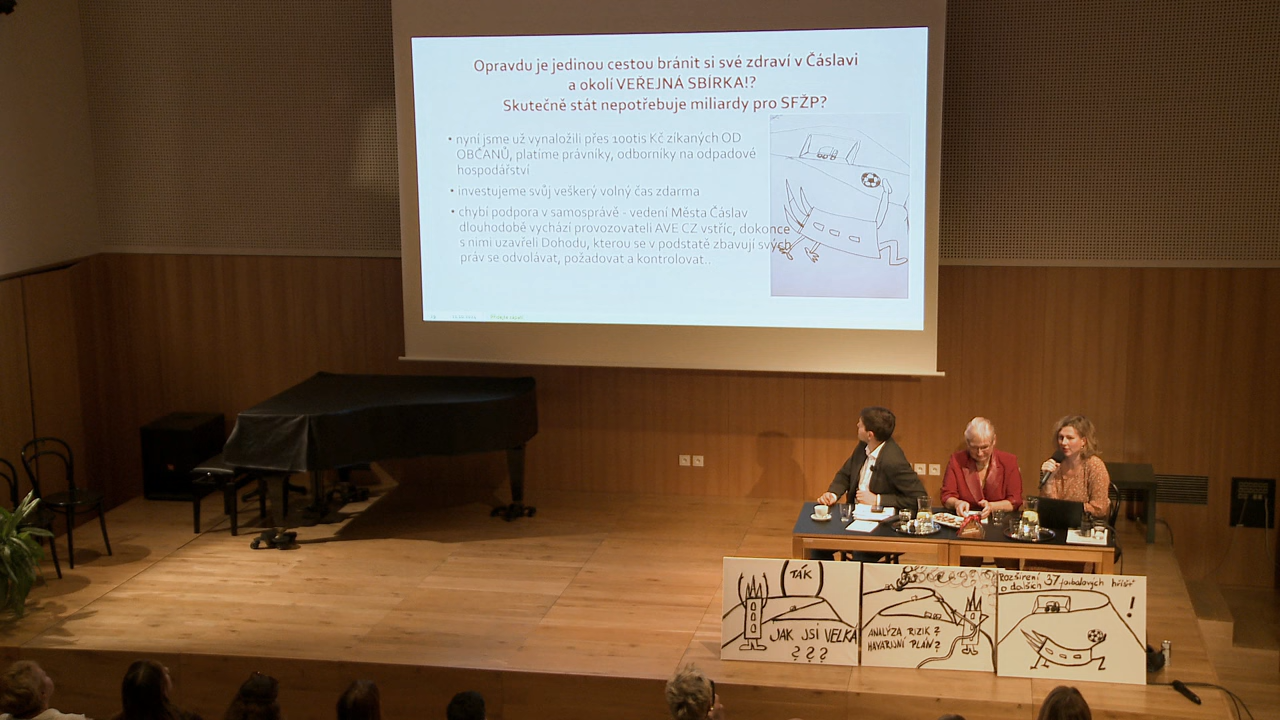 Opravdu je jedinou cestou bránit si své zdraví v Čáslavi
a okolí VEŘEJNÁ SBÍRKA!?
Skutečně stát nepotřebuje miliardy pro SFŽP?
• nyní jsme už vynaložili přes 100tis Kč zíkaných OD
OBČANŮ, platíme právníky, odborníky na odpadové
hospodářství
• investujeme svůj veškerý volný čas zdarma
• chybí podpora v samosprávě - vedení Města Čáslav
dlouhodobě vychází provozovateli AVE CZ vstříc, dokonce
s nimi uzavřeli Dohodu, kterou se v podstatě zbavují svých
práv se odvolávat, požadovat a kontrolovat..
TÁK
JAK JSI VELKÁ
???
ANALÝZA RIZIK?
HAVARIJNÍ PLÁN?
ROZŠÍŘENÍ
o dalších 37 fotbalových hřišť
!